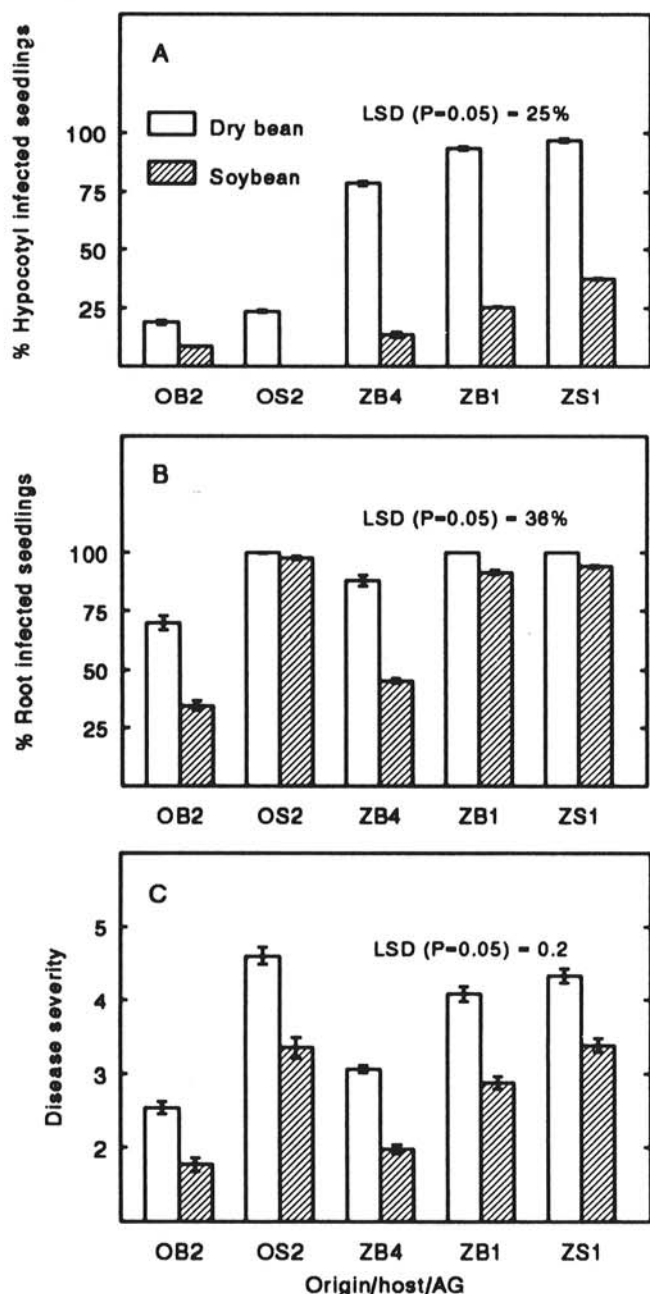 A
LSD (P=0.05) = 25%
Dry bean
Soybean
% Hypocotyl infected seedlings
100
75
50
25
OB2 OS2 ZB4 ZB1 ZS1
B
LSD (P=0.05) = 36%
% Root infected seedlings
100
75
50
25
OB2 OS2 ZB4 ZB1 ZS1
C
LSD (P=0.05) = 0.2
Disease severity
5
4
3
2
OB2 OS2 ZB4 ZB1 ZS1
Origin/host/AG